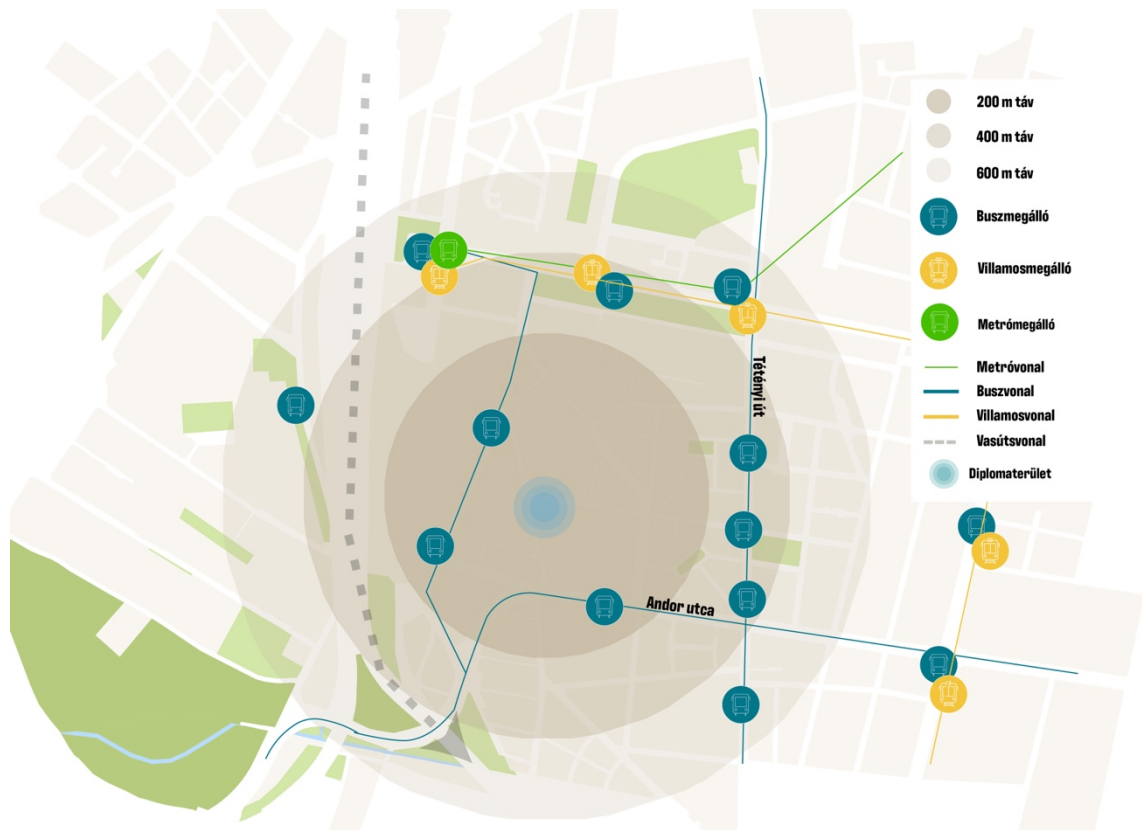 200 m táv
400 m táv
600 m táv
Buszmegálló
Villamosmegálló
Metrómegálló
Metróvonal
Buszvonal
Villamosvonal
Vasútsvonal
Diplomaterület
Tétényi út
Andor utca